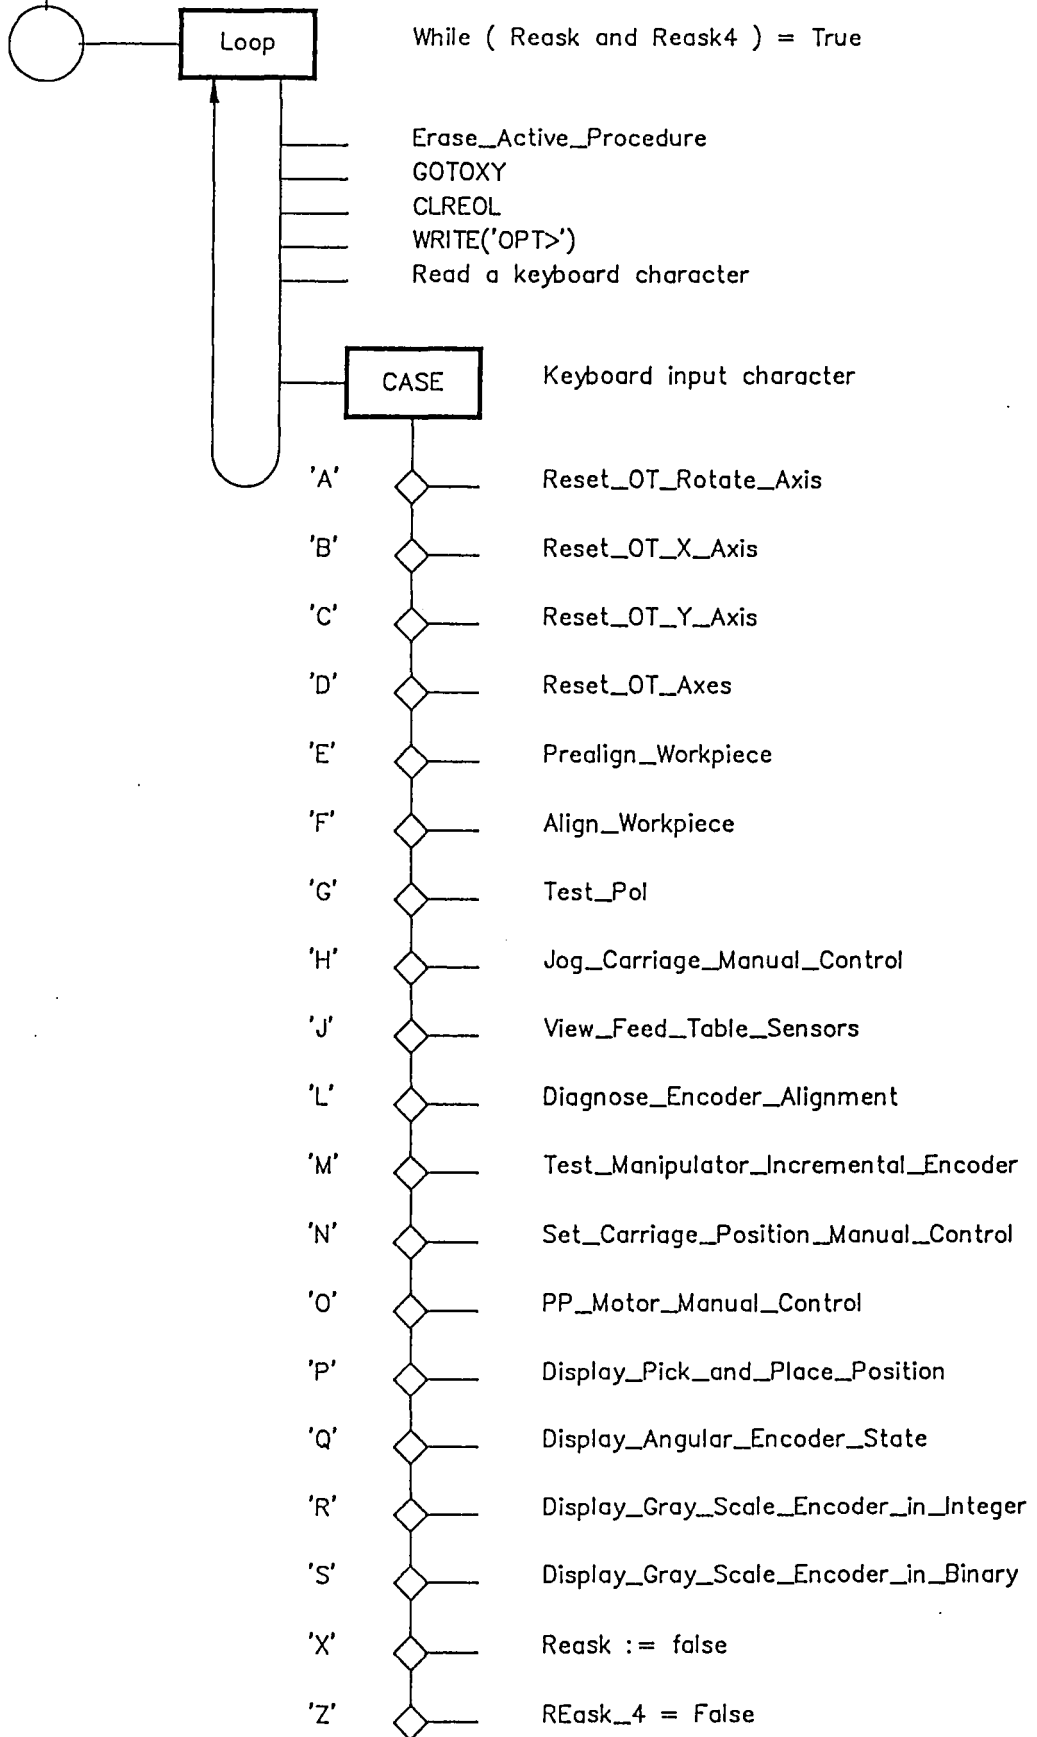 Loop While ( Reask and Reask4 ) = True
Erase_Active_Procedure
GOTOXY
CLREOL
WRITE('OPT>')
Read a keyboard character
CASE Keyboard input character
'A' Reset_OT_Rotate_Axis
'B' Reset_OT_X_Axis
'C' Reset_OT_Y_Axis
'D' Reset_OT_Axes
'E' Prealign_Workpiece
'F' Align_Workpiece
'G' Test_Pol
'H' Jog_Carriage_Manual_Control
'J' View_Feed_Table_Sensors
'L' Diagnose_Encoder_Alignment
'M' Test_Manipulator_Incremental_Encoder
'N' Set_Carriage_Position_Manual_Control
'O' PP_Motor_Manual_Control
'P' Display_Pick_and_Place_Position
'Q' Display_Angular_Encoder_State
'R' Display_Gray_Scale_Encoder_in_Integer
'S' Display_Gray_Scale_Encoder_in_Binary
'X' Reask := false
'Z' REask_4 = False